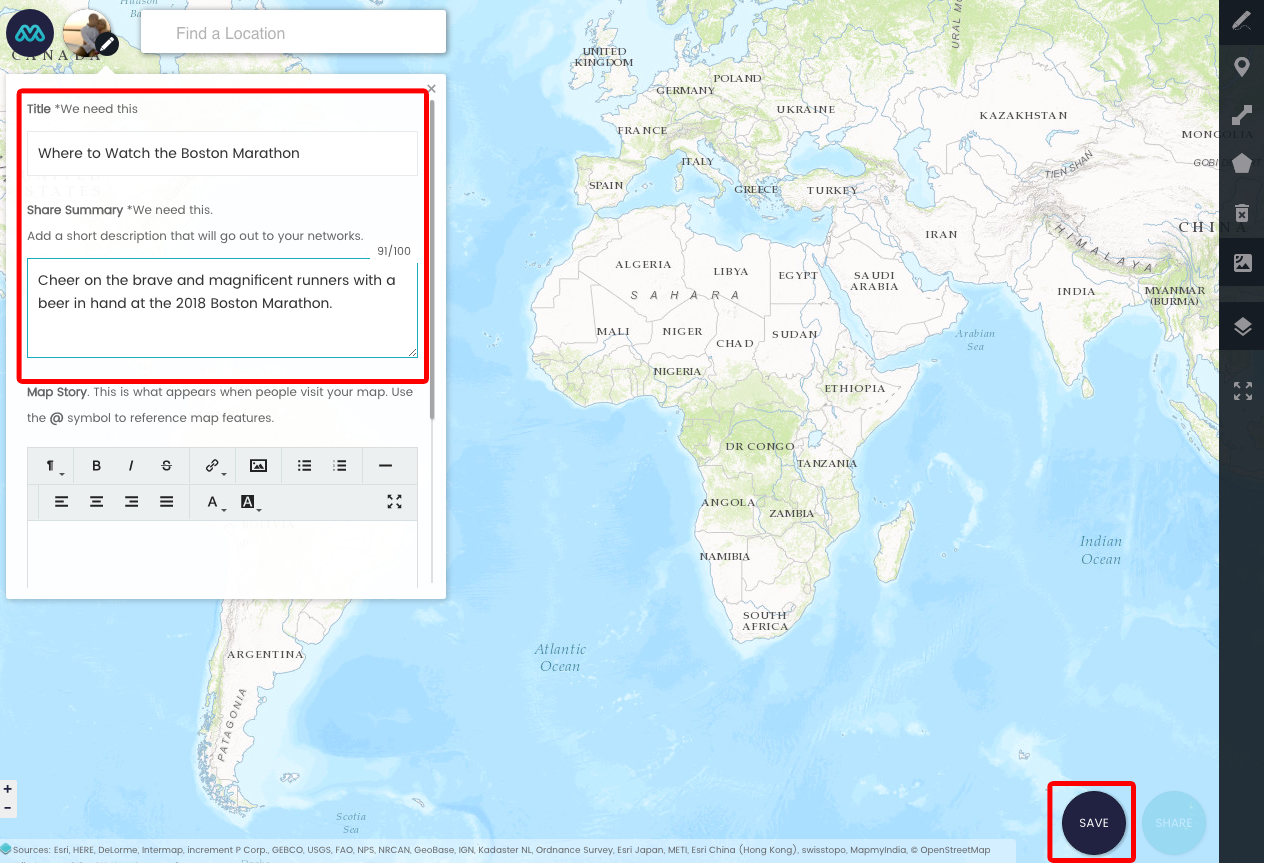 Find a Location
CANADA
Title *We need this
Where to Watch the Boston Marathon
Share Summary *We need this.
Add a short description that will go out to your networks.
91/100
Cheer on the brave and magnificent runners with a
beer in hand at the 2018 Boston Marathon.
Map Story. This is what appears when people visit your map. Use
the @ symbol to reference map features.
¶
B
I
S
A
A
UNITED
KINGDOM
POLAND
GERMANY
UKRAINE
FRANCE
ITALY
SPAIN
GREECE
TURKEY
KAZAKHSTAN
URAL MO
MONGOLIA
GOBI
TIEN SHAN
CHINA
HIMALAYA
IRAN
ALGERIA
LIBYA
EGYPT
SAUDI
ARABIA
SAHARA
INDIA
MYANMAR
(BURMA)
MALI
NIGER
CHAD
SUDAN
Arabian
Sea
NIGERIA
ETHIOPIA
DR CONGO
TANZANIA
ANGOLA
ZAMBIA
NAMIBIA
Indian
Ocean
SOUTH
AFRICA
Atlantic
Ocean
ARGENTINA
PATAGONIA
Scotia
Sea
+
-
SAVE
SHARE
Sources: Esri, HERE, DeLorme, Intermap, increment P Corp., GEBCO, USGS, FAO, NPS, NRCAN, GeoBase, IGN, Kadaster NL, Ordnance Survey, Esri Japan, METI, Esri China (Hong Kong), swisstopo, MapmyIndia, © OpenStreetMap